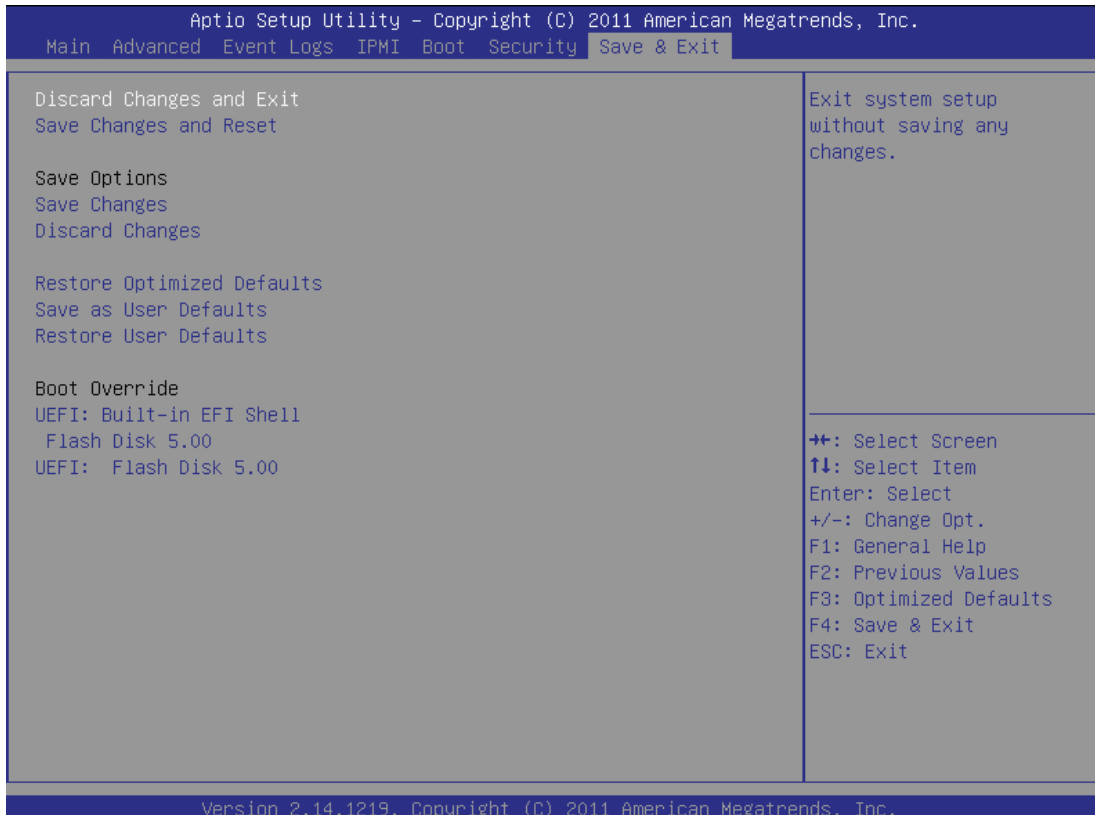 Aptio Setup Utility – Copyright (C) 2011 American Megatrends, Inc.
Main Advanced Event Logs IPMI Boot Security Save & Exit
Discard Changes and Exit
Save Changes and Reset
Save Options
Save Changes
Discard Changes
Restore Optimized Defaults
Save as User Defaults
Restore User Defaults
Boot Override
UEFI: Built-in EFI Shell
Flash Disk 5.00
UEFI: Flash Disk 5.00
Exit system setup
without saving any
changes.
→←: Select Screen
↑↓: Select Item
Enter: Select
+/-: Change Opt.
F1: General Help
F2: Previous Values
F3: Optimized Defaults
F4: Save & Exit
ESC: Exit
Version 2.14.1219. Copyright (C) 2011 American Megatrends, Inc.